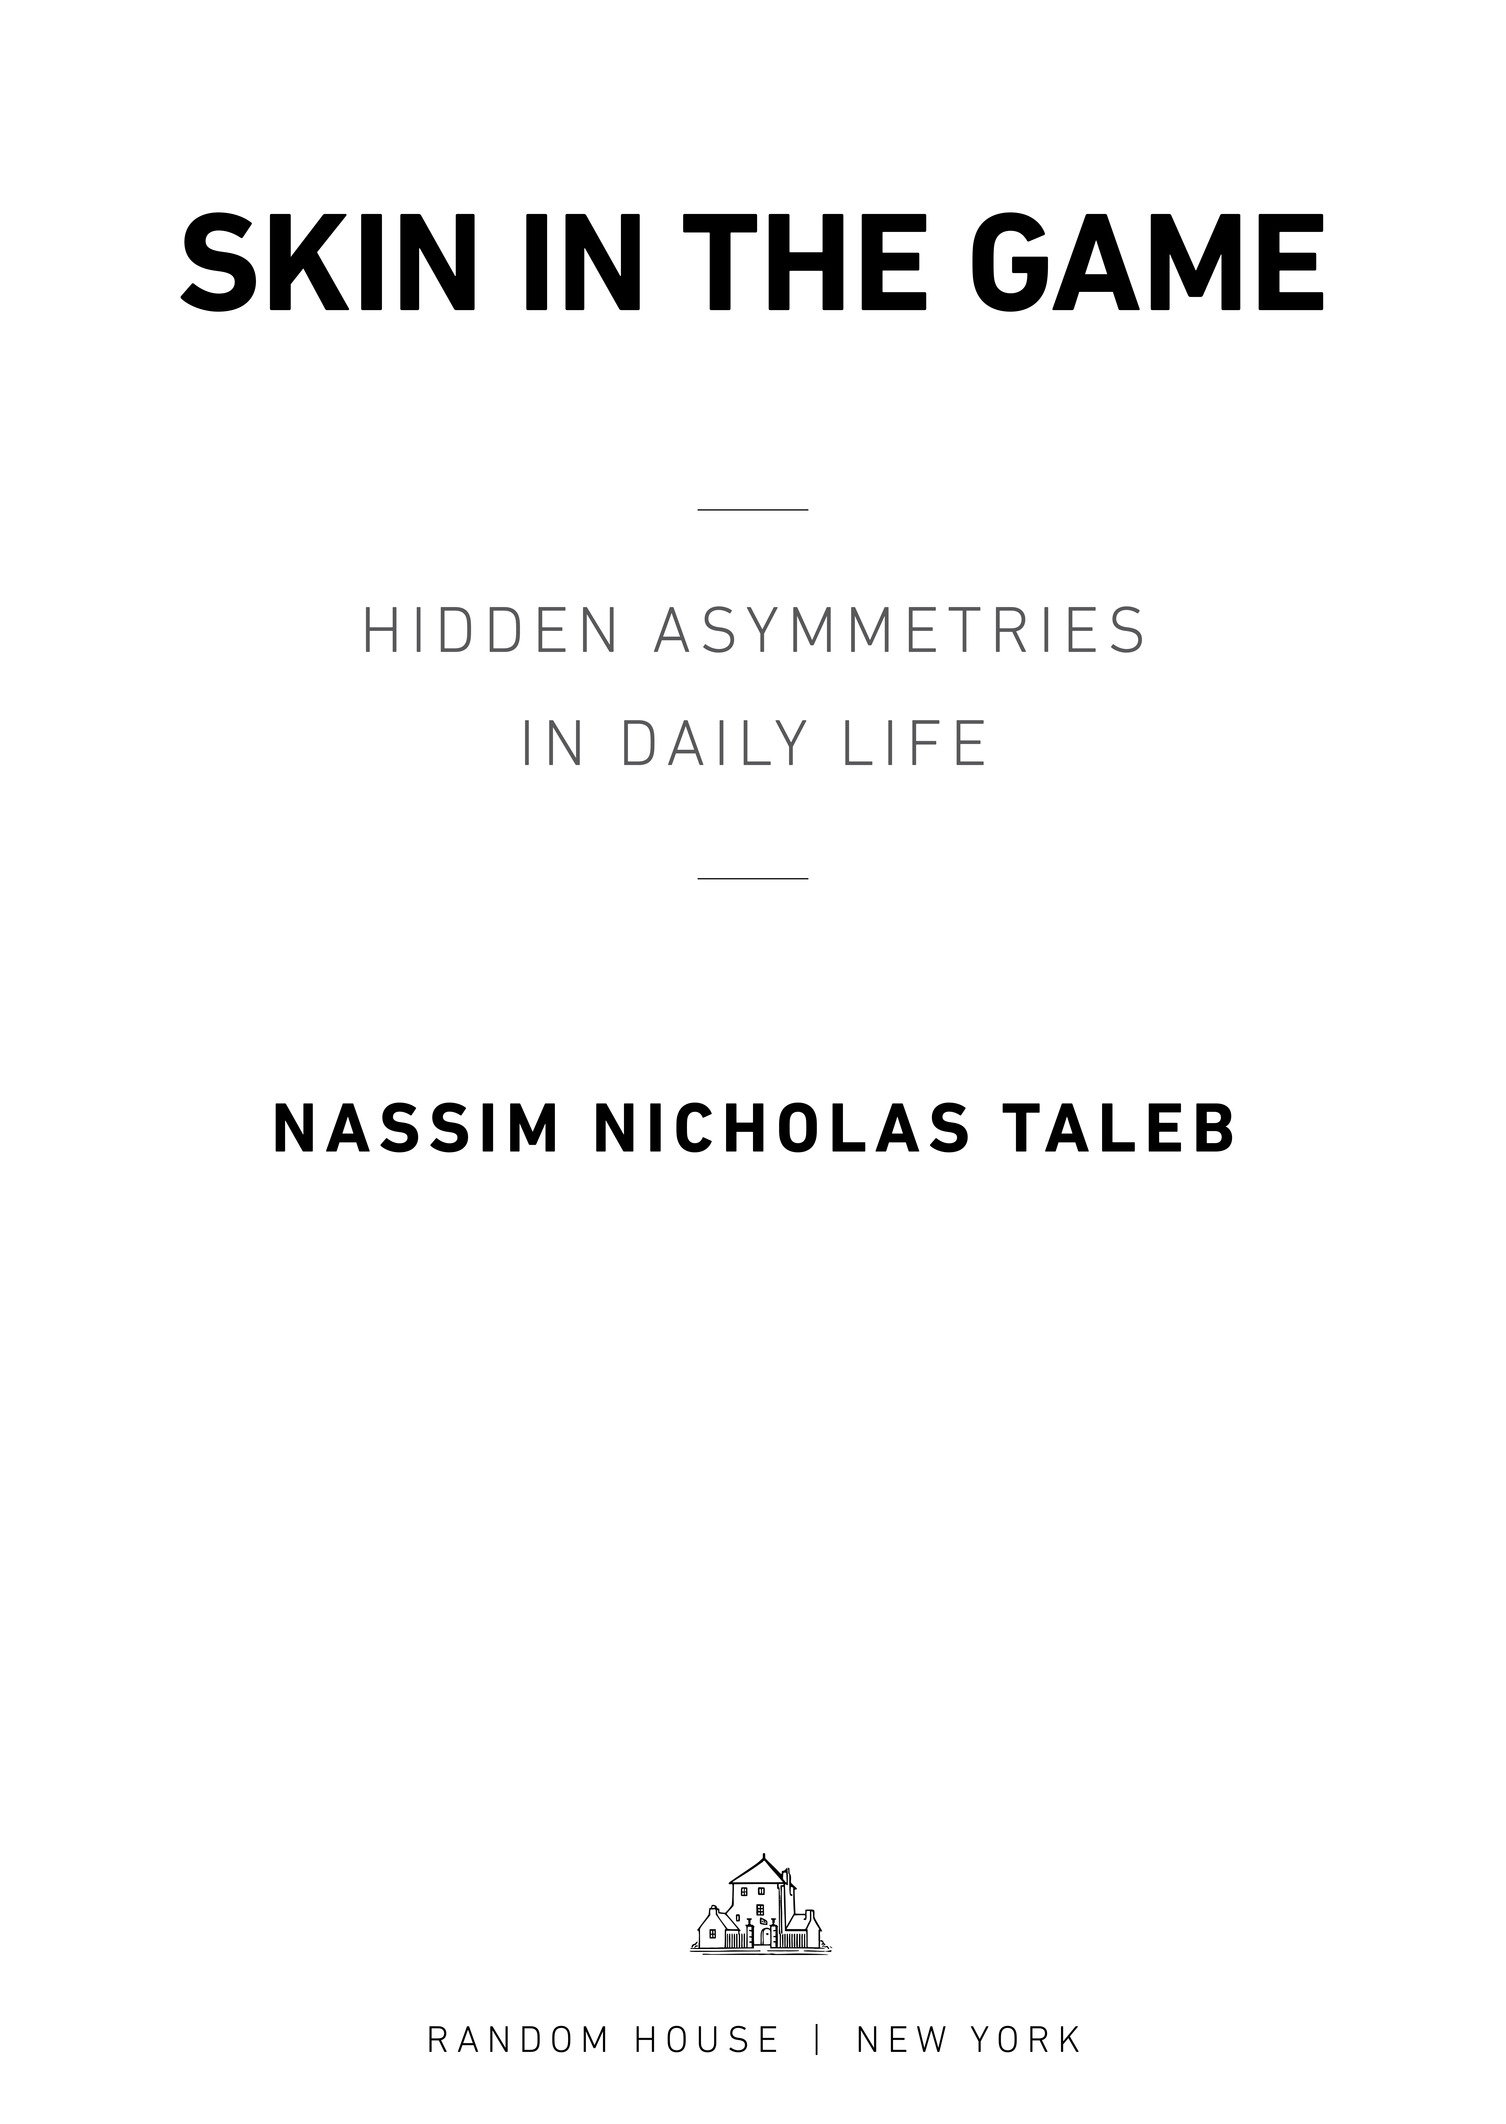 SKIN IN THE GAME
HIDDEN ASYMMETRIES
IN DAILY LIFE
NASSIM NICHOLAS TALEB
RANDOM HOUSE | NEW YORK